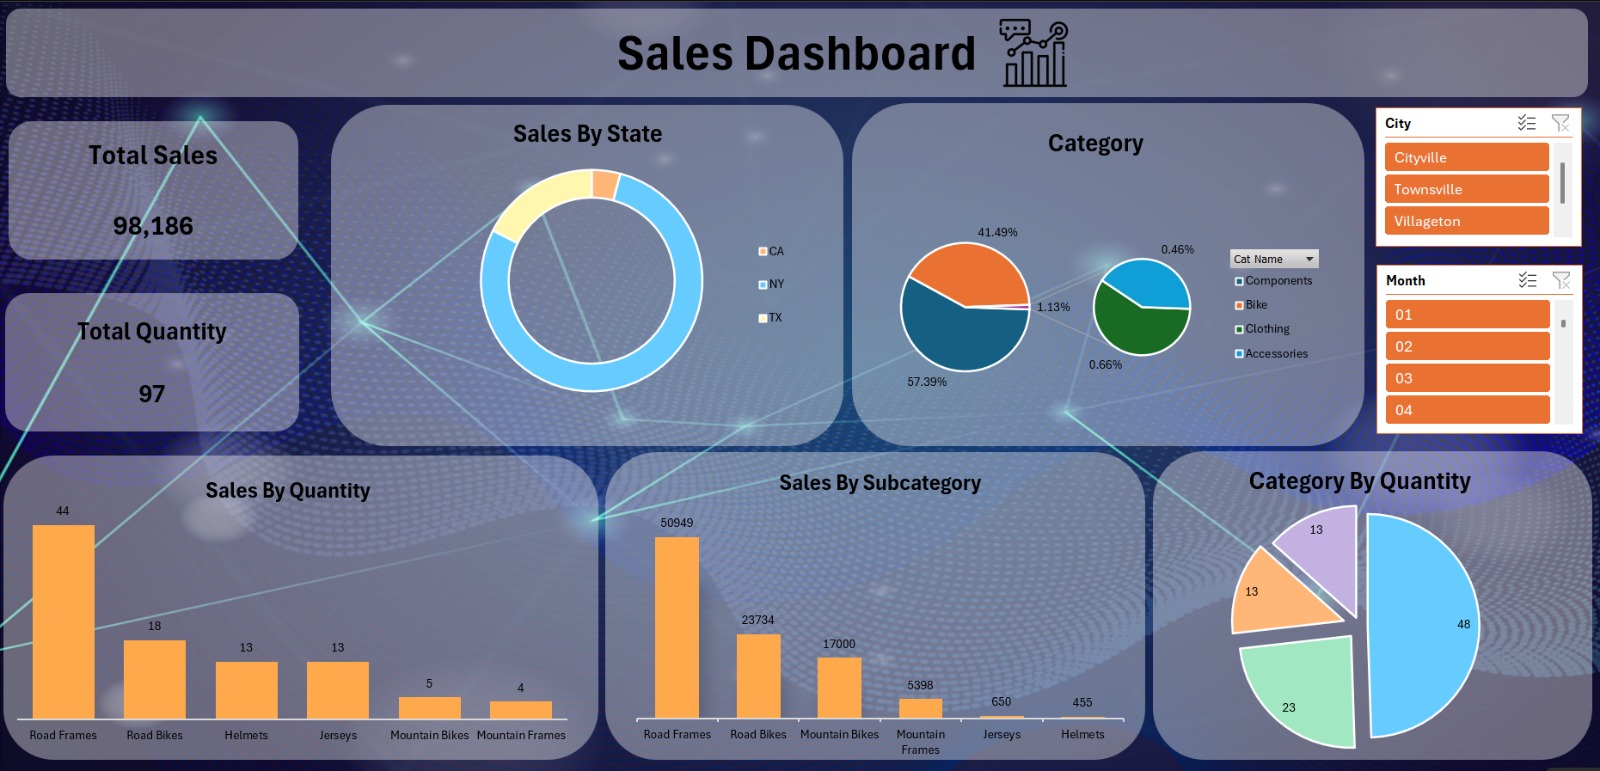 Sales Dashboard
Total Sales
98,186
Total Quantity
97
Sales By State
CA
NY
TX
Category
41.49%
1.13%
57.39%
0.46%
0.66%
Cat Name
Components
Bike
Clothing
Accessories
City
Cityville
Townsville
Villageton
Month
01
02
03
04
Sales By Quantity
44
18
13
13
5
4
Road Frames
Road Bikes
Helmets
Jerseys
Mountain Bikes
Mountain Frames
Sales By Subcategory
50949
23734
17000
5398
650
455
Road Frames
Road Bikes
Mountain Bikes
Mountain
Frames
Jerseys
Helmets
Category By Quantity
13
13
48
23